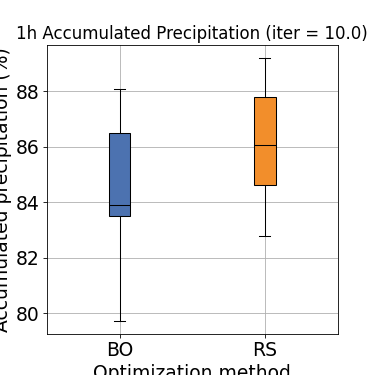 1h Accumulated Precipitation (iter = 10.0)
Accumulated precipitation (%)
88
86
84
82
80
BO RS
Optimization method